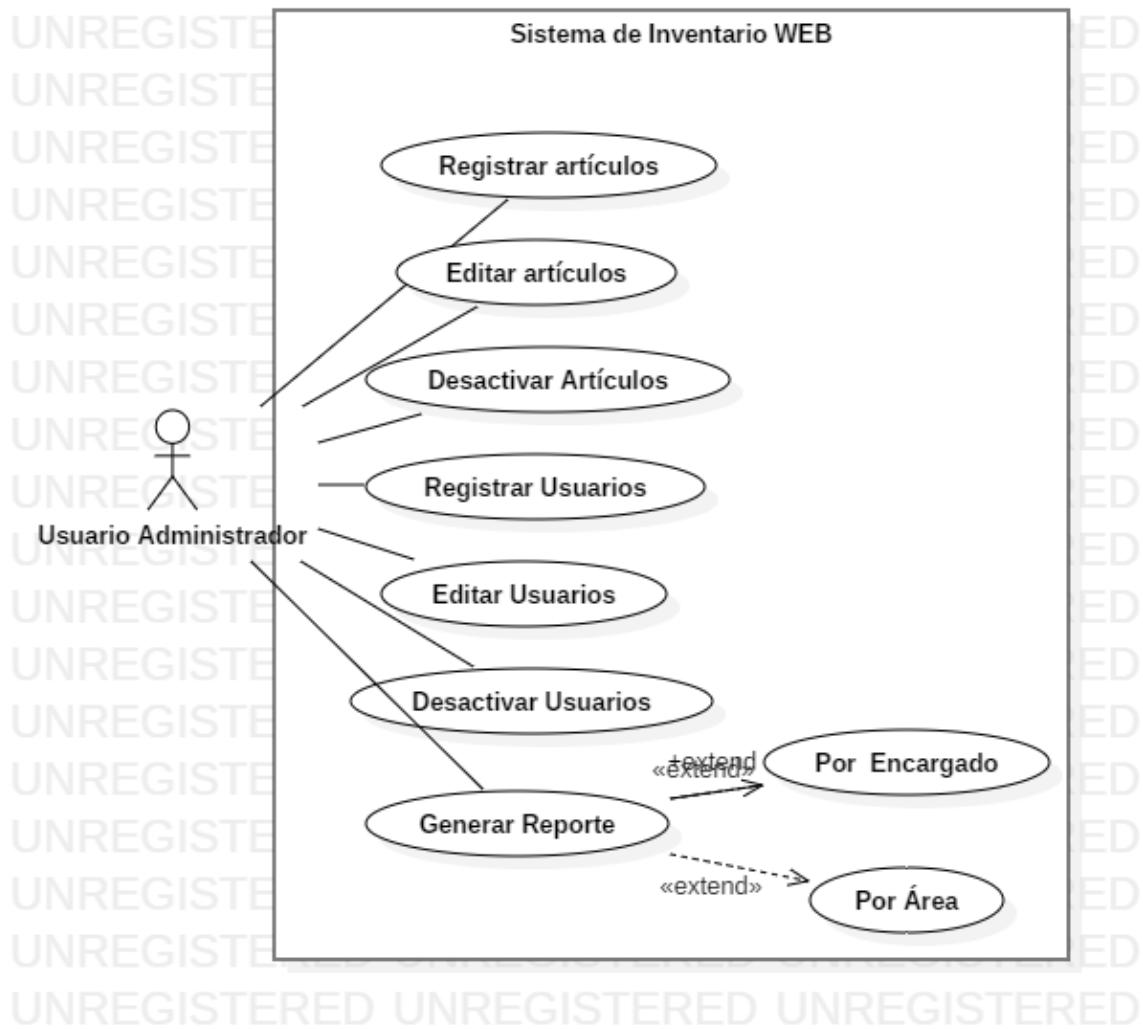 Sistema de Inventario WEB
Registrar artículos
Editar artículos
Desactivar Artículos
Registrar Usuarios
Usuario Administrador
Editar Usuarios
Desactivar Usuarios
+extend
«extend»
Por  Encargado
Generar Reporte
«extend»
Por Área
UNREGISTERED UNREGISTERED UNREGISTERED